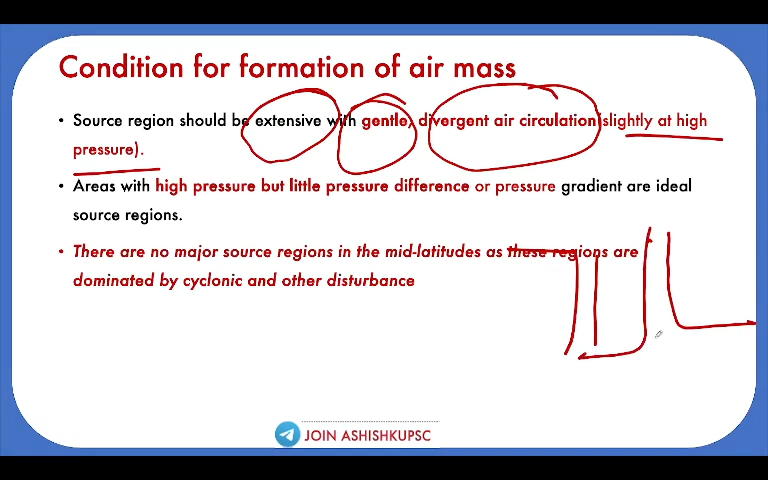 Condition for formation of air mass
• Source region should be extensive with gentle, divergent air circulation (slightly at high
pressure).
• Areas with high pressure but little pressure difference or pressure gradient are ideal
source regions.
• There are no major source regions in the mid-latitudes as these regions are
dominated by cyclonic and other disturbance
JOIN ASHISHKUPSC